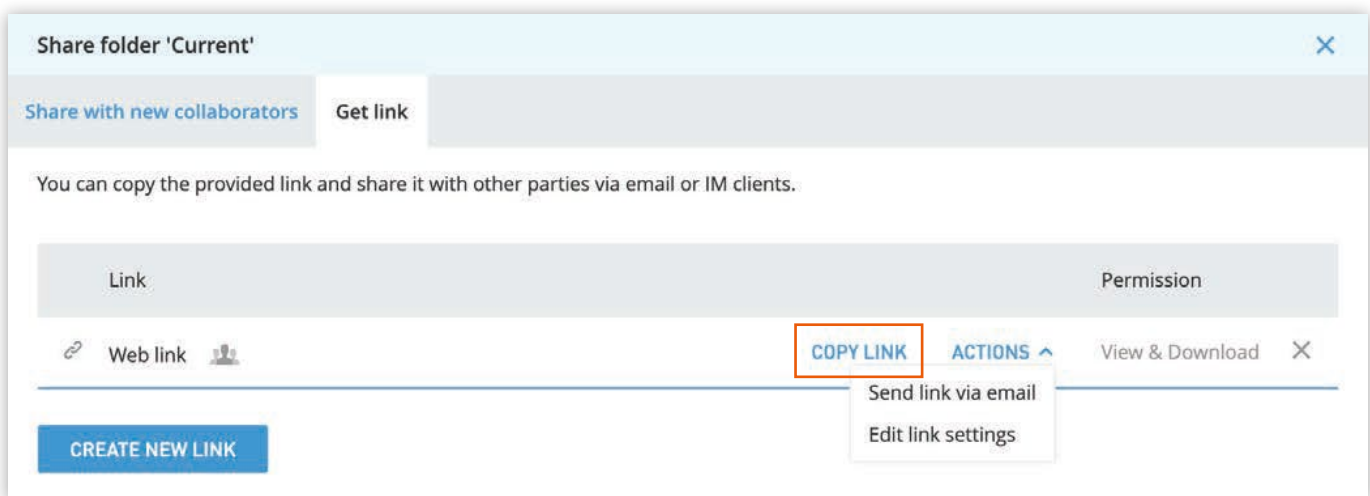 Share folder 'Current'
Share with new collaborators Get link
You can copy the provided link and share it with other parties via email or IM clients.
Link Permission
Web link COPY LINK ACTIONS View & Download
Send link via email
Edit link settings
CREATE NEW LINK